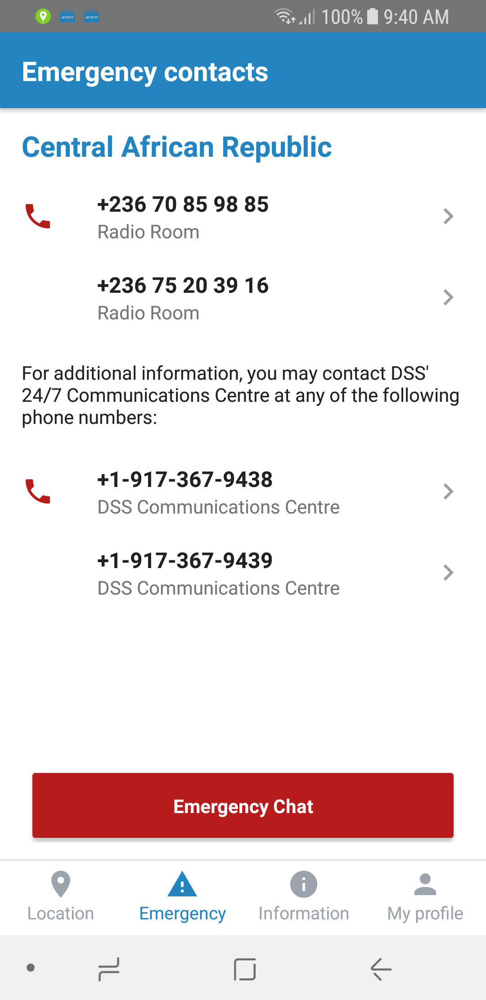 100% 9:40 AM
Emergency contacts
Central African Republic
+236 70 85 98 85
Radio Room
+236 75 20 39 16
Radio Room
For additional information, you may contact DSS'
24/7 Communications Centre at any of the following
phone numbers:
+1-917-367-9438
DSS Communications Centre
+1-917-367-9439
DSS Communications Centre
Emergency Chat
Location Emergency Information My profile